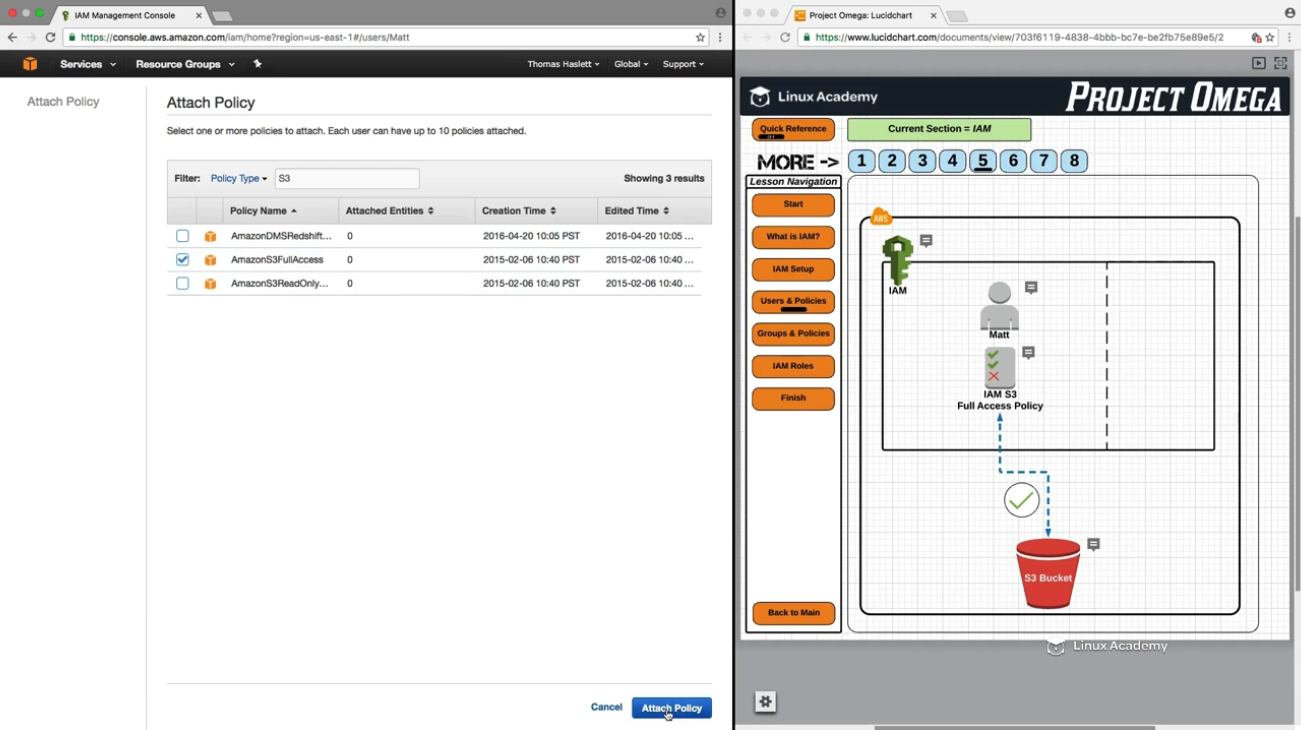 IAM Management Console
https://console.aws.amazon.com/iam/home?region=us-east-1#/users/Matt
Services
Resource Groups
Thomas Haslett
Global
Support
Attach Policy
Attach Policy
Select one or more policies to attach. Each user can have up to 10 policies attached.
Filter: Policy Type S3 Showing 3 results
Policy Name Attached Entities Creation Time Edited Time
AmazonDMSRedshift... 0 2016-04-20 10:05 PST 2016-04-20 10:05 ...
AmazonS3FullAccess 0 2015-02-06 10:40 PST 2015-02-06 10:40 ...
AmazonS3ReadOnly... 0 2015-02-06 10:40 PST 2015-02-06 10:40 ...
Cancel Attach Policy
Project Omega: Lucidchart
https://www.lucidchart.com/documents/view/703f6119-4838-4bbb-bc7e-be2fb75e89e5/2
Linux Academy
PROJECT OMEGA
Quick Reference
Current Section = IAM
MORE -> 1 2 3 4 5 6 7 8
Lesson Navigation
Start
What is IAM?
IAM Setup
Users & Policies
Groups & Policies
IAM Roles
Finish
Back to Main
AWS
IAM
Matt
IAM S3
Full Access Policy
S3 Bucket
Linux Academy